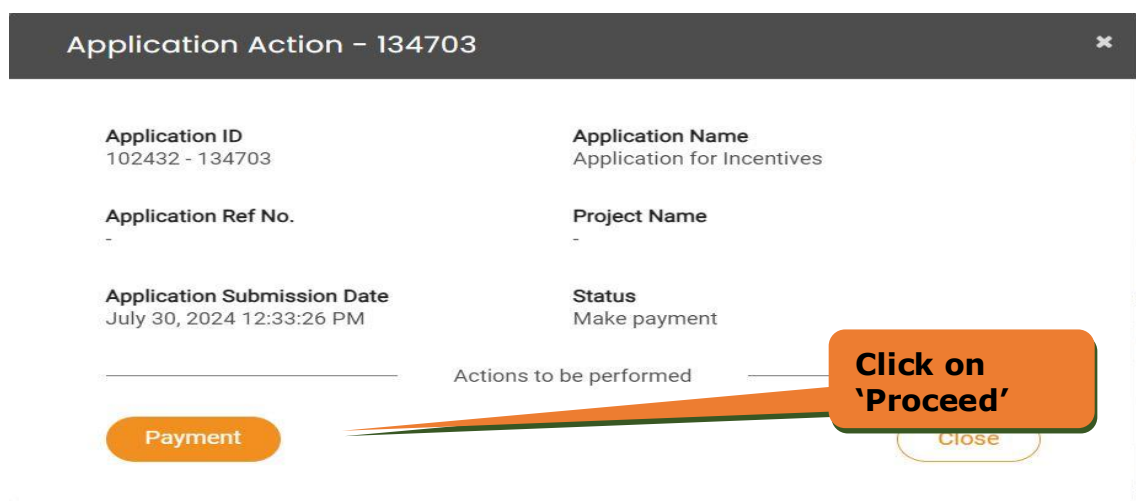 Application Action - 134703
Application ID
102432 - 134703
Application Name
Application for Incentives
Application Ref No.
-
Project Name
-
Application Submission Date
July 30, 2024 12:33:26 PM
Status
Make payment
Actions to be performed
Click on
‘Proceed’
Payment
Close